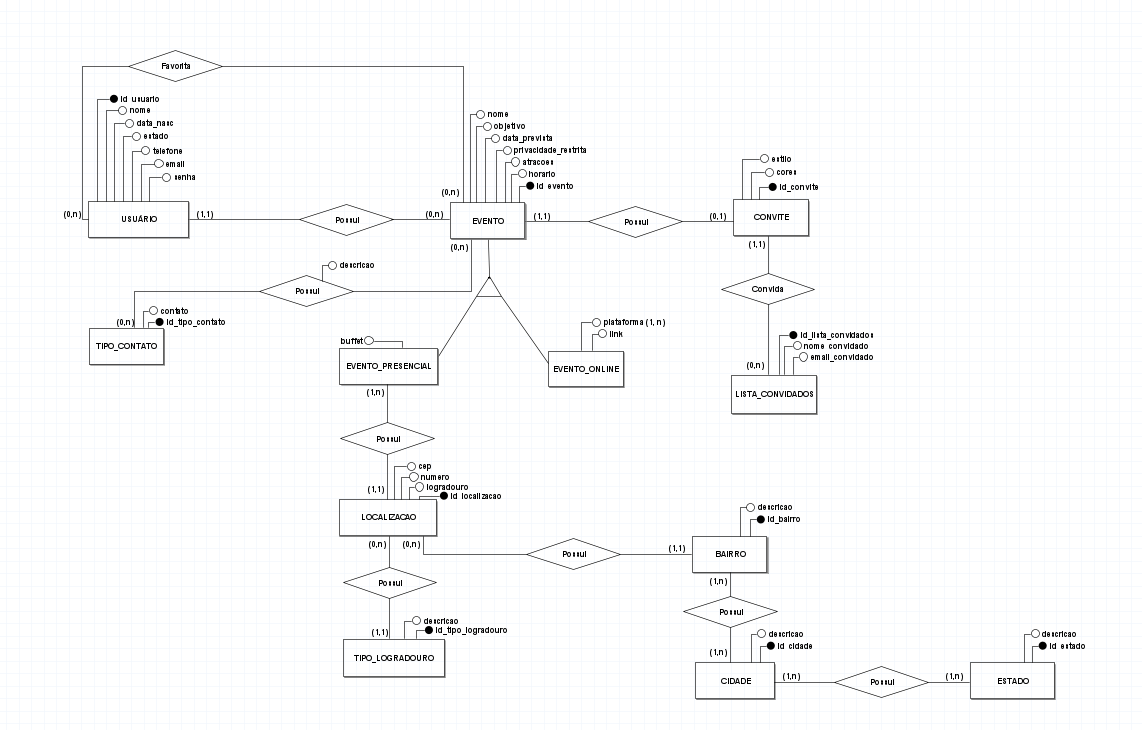 Favorita
id_usuario
nome
data_nasc
estado
telefone
email
senha
(0,n)
USUÁRIO
(1,1)
Possui
(0,n)
(0,n)
nome
objetivo
data_prevista
privacidade_restrita
atracoes
horario
id_evento
EVENTO
(1,1)
(0,n)
Possui
(0,1)
estilo
cores
id_convite
CONVITE
(1,1)
Convida
(0,n)
id_lista_convidados
nome_convidado
email_convidado
LISTA_CONVIDADOS
descricao
Possui
(0,n)
contato
id_tipo_contato
TIPO_CONTATO
buffet
EVENTO_PRESENCIAL
(1,n)
plataforma (1, n)
link
EVENTO_ONLINE
Possui
(1,1)
cep
numero
logradouro
id_localizacao
LOCALIZACAO
(0,n)
(0,n)
Possui
(1,1)
descricao
id_bairro
BAIRRO
(1,n)
Possui
(1,1)
descricao
id_tipo_logradouro
TIPO_LOGRADOURO
Possui
(1,n)
descricao
id_cidade
CIDADE
(1,n)
Possui
(1,n)
descricao
id_estado
ESTADO